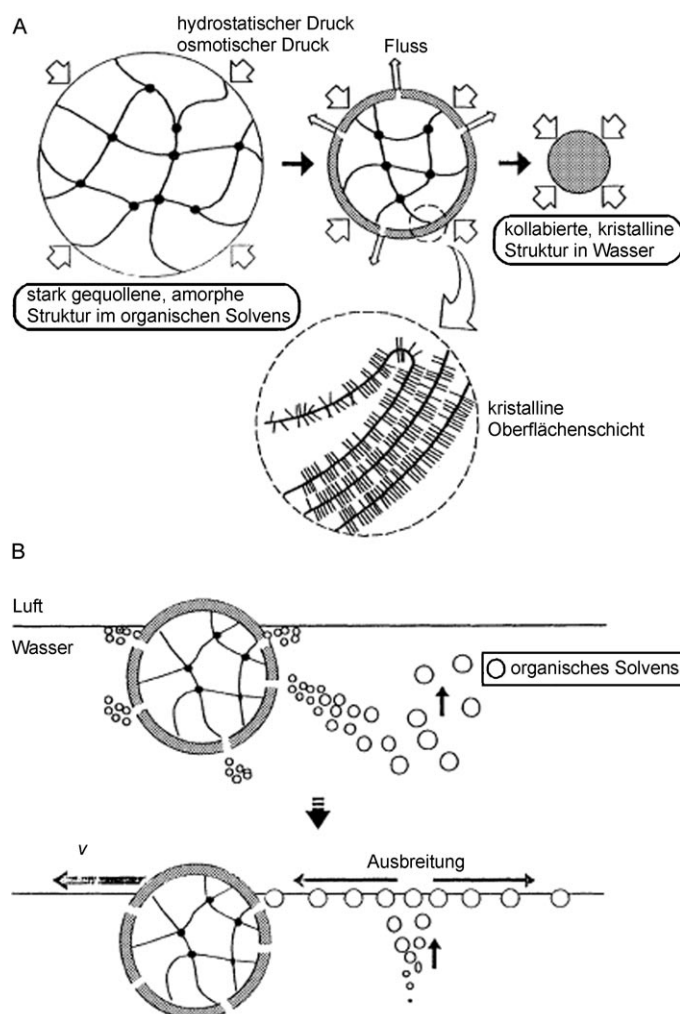 A
hydrostatischer Druck
osmotischer Druck
Fluss
kollabierte, kristalline
Struktur in Wasser
stark gequollene, amorphe
Struktur im organischen Solvens
kristalline
Oberflächenschicht
B
Luft
Wasser
organisches Solvens
v
Ausbreitung